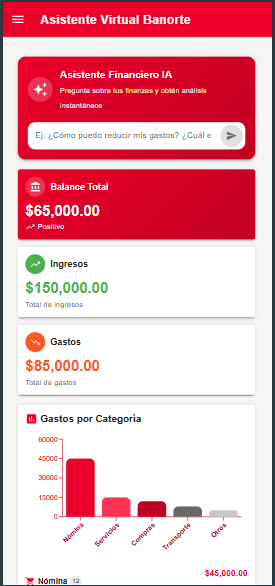 Asistente Virtual Banorte
Asistente Financiero IA
Pregunta sobre tus finanzas y obtén análisis
instantáneos
Ej: ¿Cómo puedo reducir mis gastos? ¿Cuál e
Balance Total
$65,000.00
Positivo
Ingresos
$150,000.00
Total de ingresos
Gastos
$85,000.00
Total de gastos
Gastos por Categoría
60000
45000
30000
15000
0
Nómina
Servicios
Compras
Transporte
Otros
$45,000.00
Nómina 12